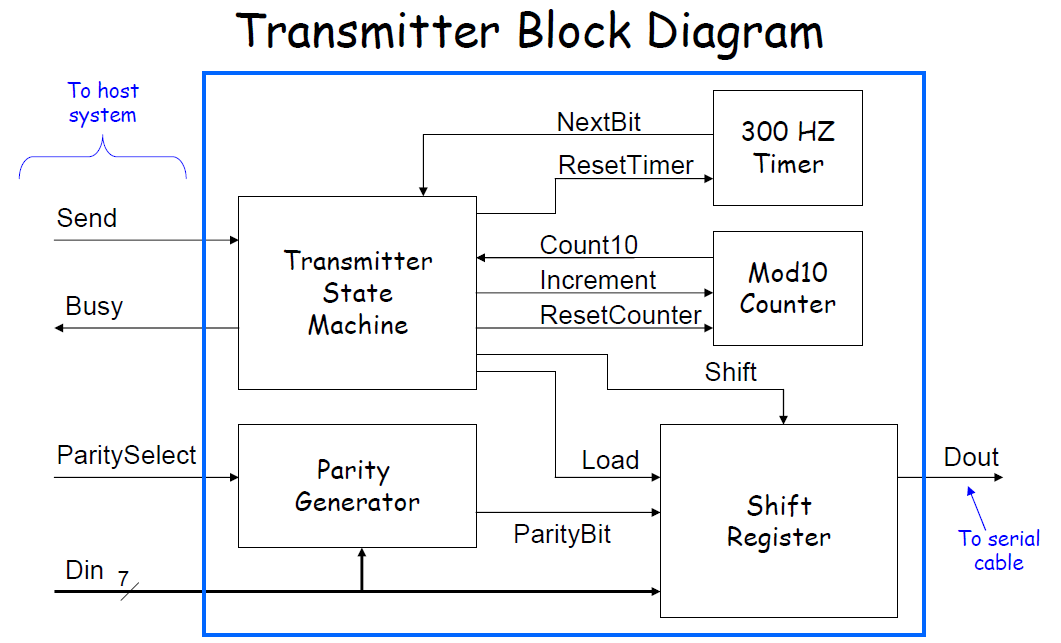 Transmitter Block Diagram
To host
system
NextBit
300 HZ
Timer
ResetTimer
Send
Transmitter
State
Machine
Count10
Increment
ResetCounter
Mod10
Counter
Busy
Shift
ParitySelect
Parity
Generator
Load
Shift
Register
Dout
ParityBit
To serial
cable
Din
7